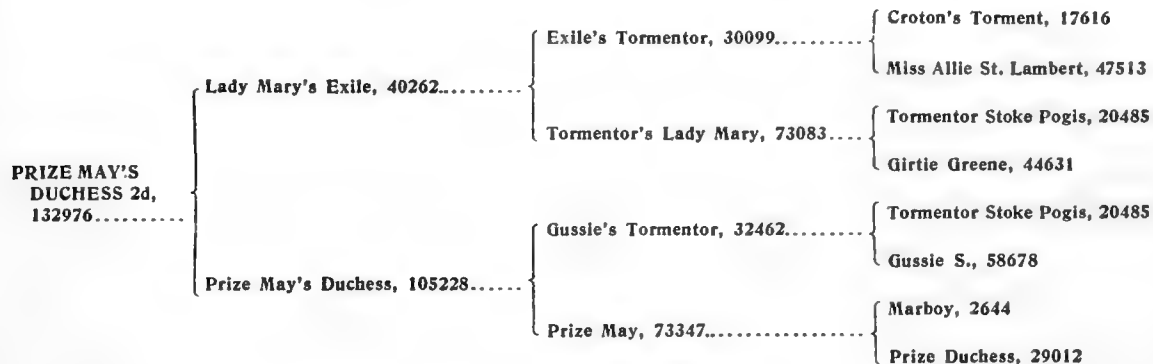 Croton's Torment, 17616
Exile's Tormentor, 30099
Miss Allie St. Lambert, 47513
Lady Mary's Exile, 40262
Tormentor Stoke Pogis, 20485
Tormentor's Lady Mary, 73083
Girtie Greene, 44631
PRIZE MAY'S
DUCHESS 2d,
132976
Tormentor Stoke Pogis, 20485
Gussie's Tormentor, 32462
Gussie S., 58678
Prize May's Duchess, 105228
Marboy, 2644
Prize May, 73347
Prize Duchess, 29012